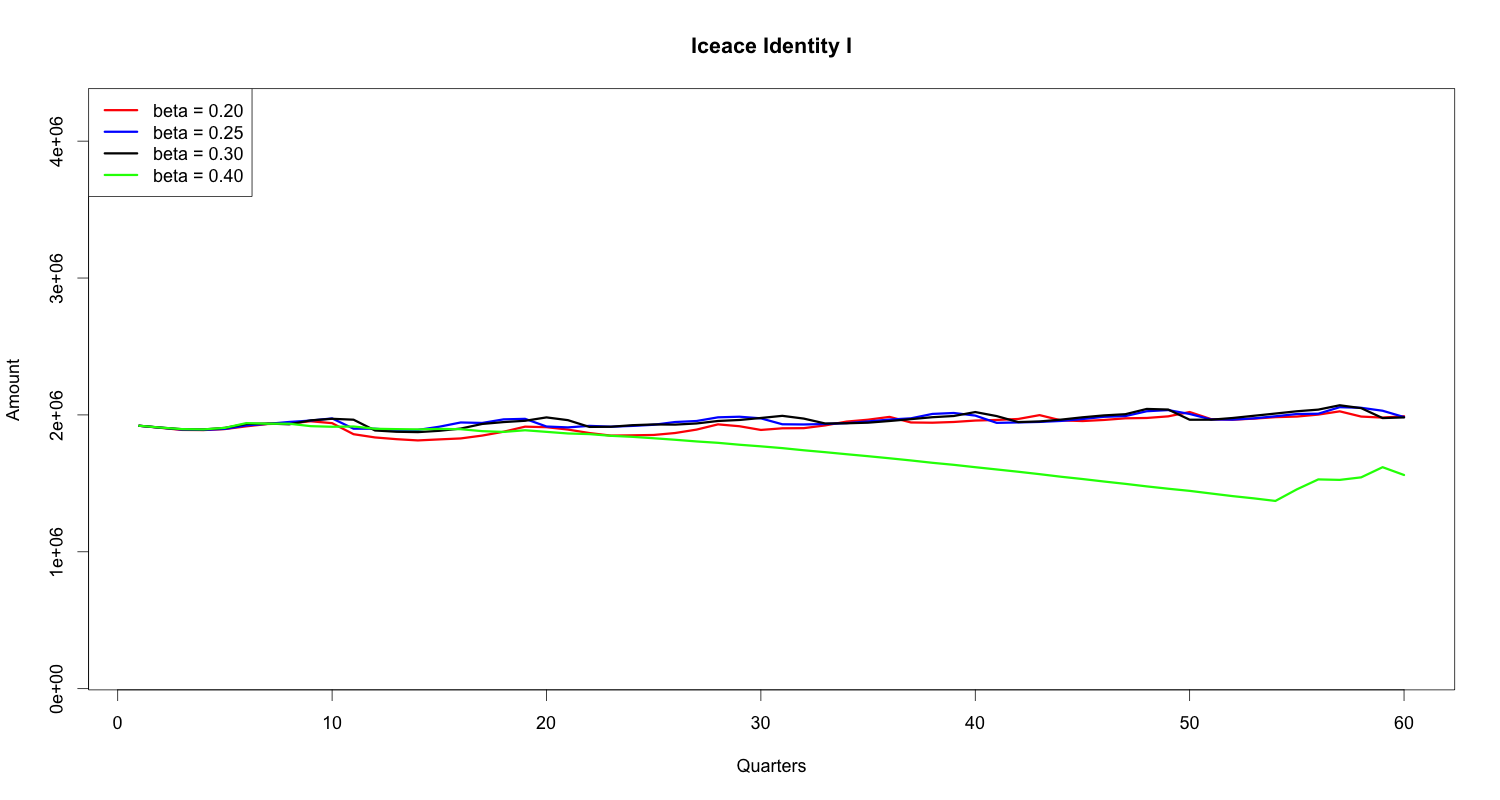 Iceace Identity I
beta = 0.20
beta = 0.25
beta = 0.30
beta = 0.40
Amount
4e+06
3e+06
2e+06
1e+06
0e+00
0 10 20 30 40 50 60
Quarters